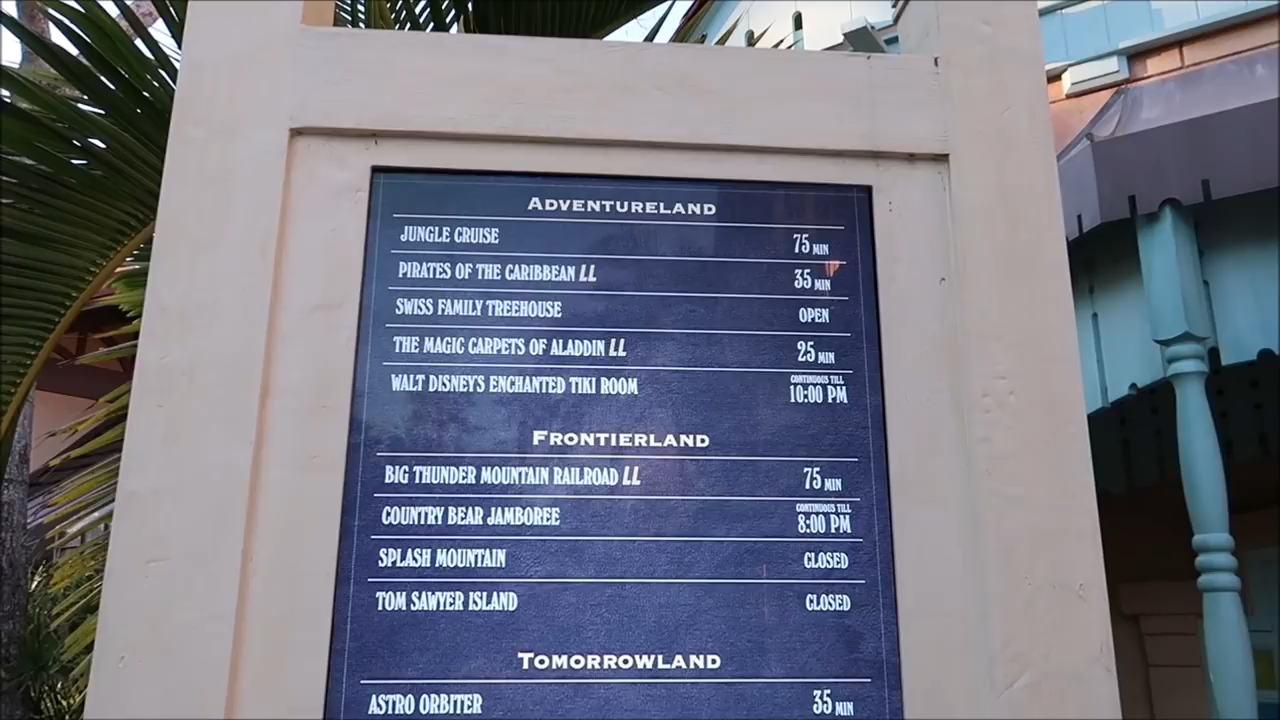 ADVENTURELAND
JUNGLE CRUISE 75 MIN
PIRATES OF THE CARIBBEAN LL 35 MIN
SWISS FAMILY TREEHOUSE OPEN
THE MAGIC CARPETS OF ALADDIN LL 25 MIN
WALT DISNEY'S ENCHANTED TIKI ROOM CONTINUOUS TILL 10:00 PM
FRONTIERLAND
BIG THUNDER MOUNTAIN RAILROAD LL 75 MIN
COUNTRY BEAR JAMBOREE CONTINUOUS TILL 8:00 PM
SPLASH MOUNTAIN CLOSED
TOM SAWYER ISLAND CLOSED
TOMORROWLAND
ASTRO ORBITER 35 MIN